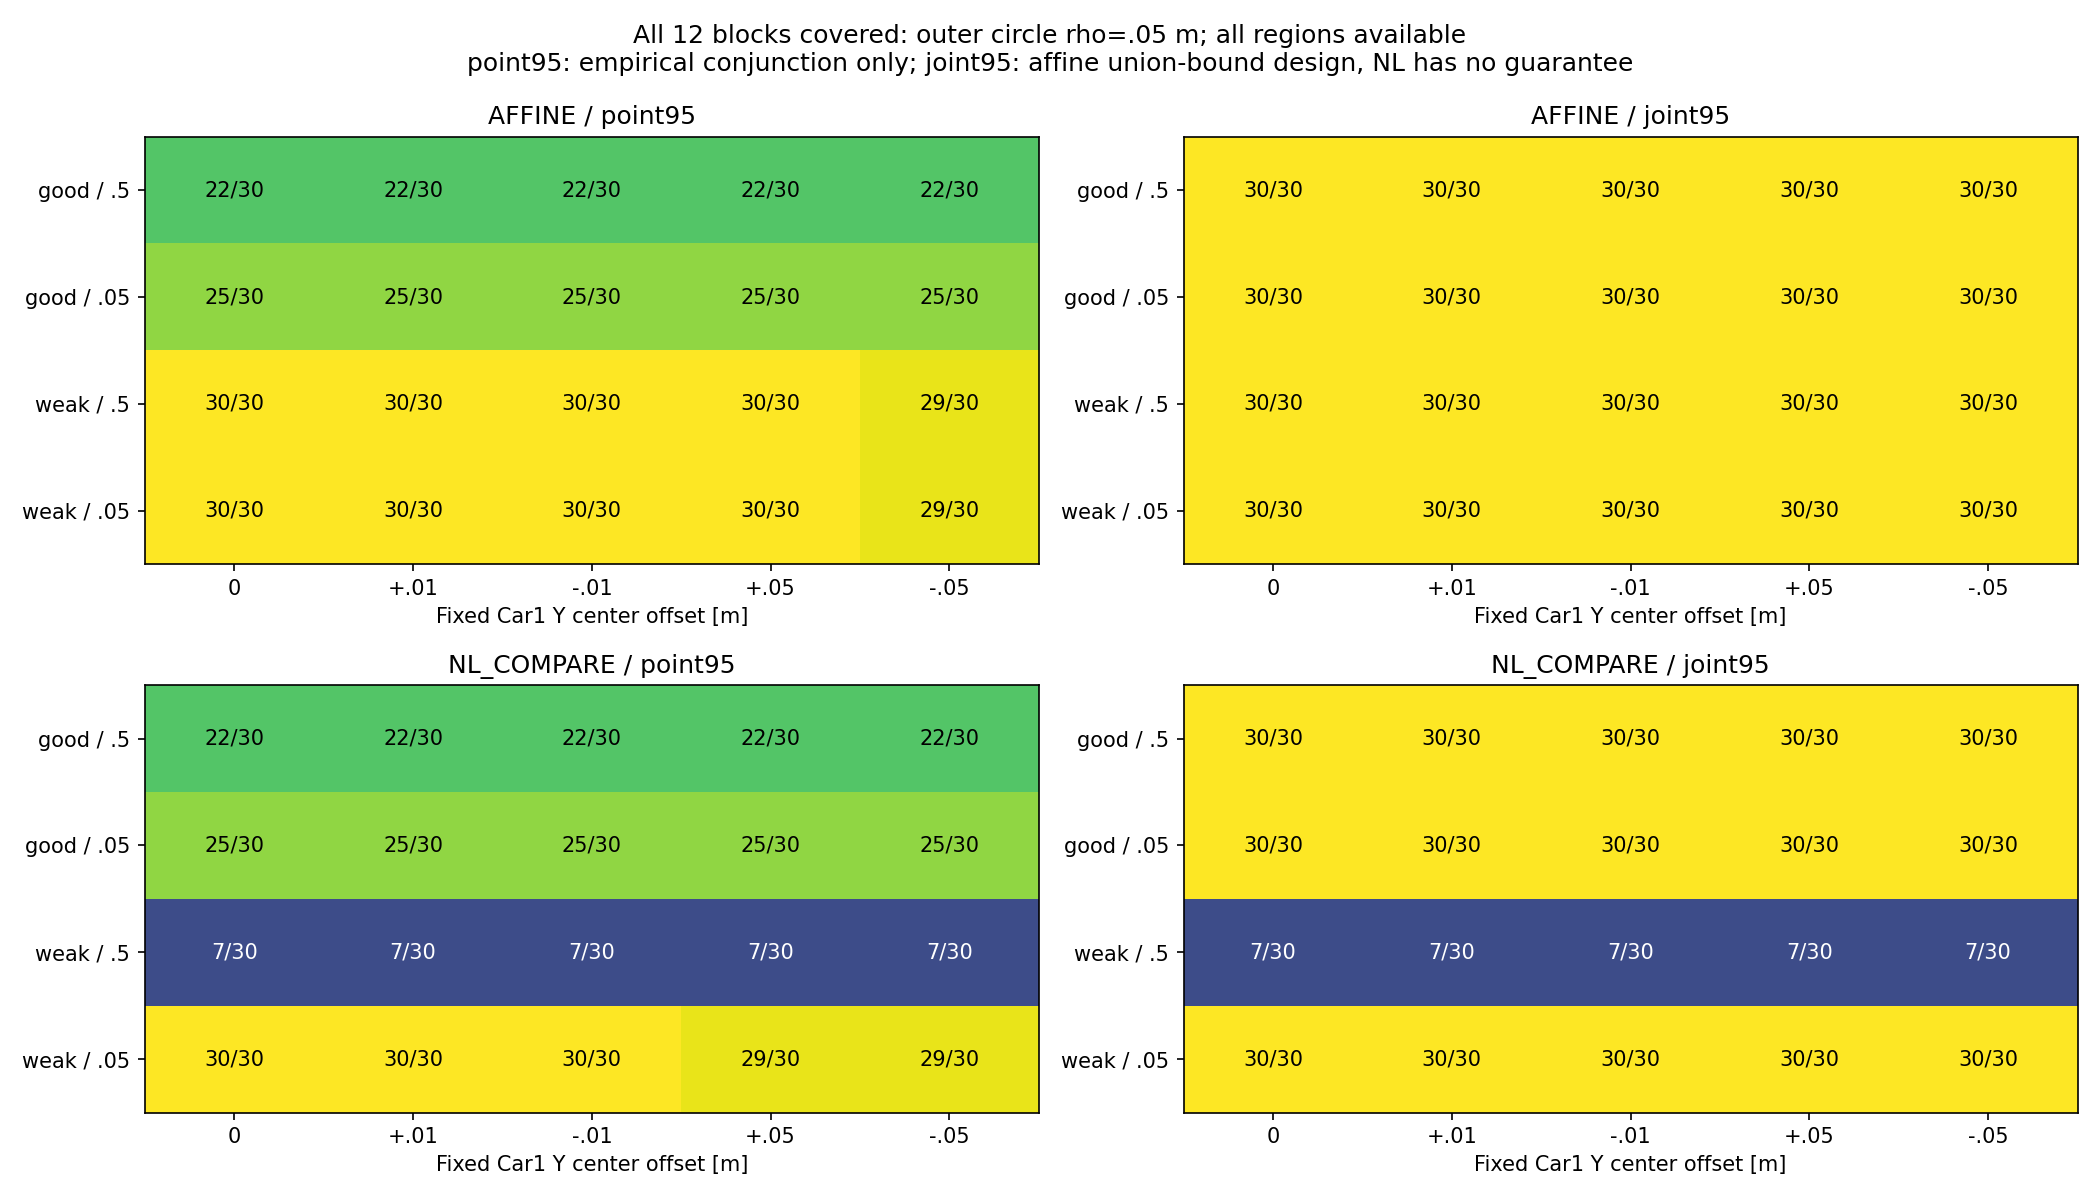 All 12 blocks covered: outer circle rho=.05 m; all regions available
point95: empirical conjunction only; joint95: affine union-bound design, NL has no guarantee
AFFINE / point95
good / .5 22/30 22/30 22/30 22/30 22/30
good / .05 25/30 25/30 25/30 25/30 25/30
weak / .5 30/30 30/30 30/30 30/30 29/30
weak / .05 30/30 30/30 30/30 30/30 29/30
0 +.01 -.01 +.05 -.05
Fixed Car1 Y center offset [m]
AFFINE / joint95
good / .5 30/30 30/30 30/30 30/30 30/30
good / .05 30/30 30/30 30/30 30/30 30/30
weak / .5 30/30 30/30 30/30 30/30 30/30
weak / .05 30/30 30/30 30/30 30/30 30/30
0 +.01 -.01 +.05 -.05
Fixed Car1 Y center offset [m]
NL_COMPARE / point95
good / .5 22/30 22/30 22/30 22/30 22/30
good / .05 25/30 25/30 25/30 25/30 25/30
weak / .5 7/30 7/30 7/30 7/30 7/30
weak / .05 30/30 30/30 30/30 29/30 29/30
0 +.01 -.01 +.05 -.05
Fixed Car1 Y center offset [m]
NL_COMPARE / joint95
good / .5 30/30 30/30 30/30 30/30 30/30
good / .05 30/30 30/30 30/30 30/30 30/30
weak / .5 7/30 7/30 7/30 7/30 7/30
weak / .05 30/30 30/30 30/30 30/30 30/30
0 +.01 -.01 +.05 -.05
Fixed Car1 Y center offset [m]